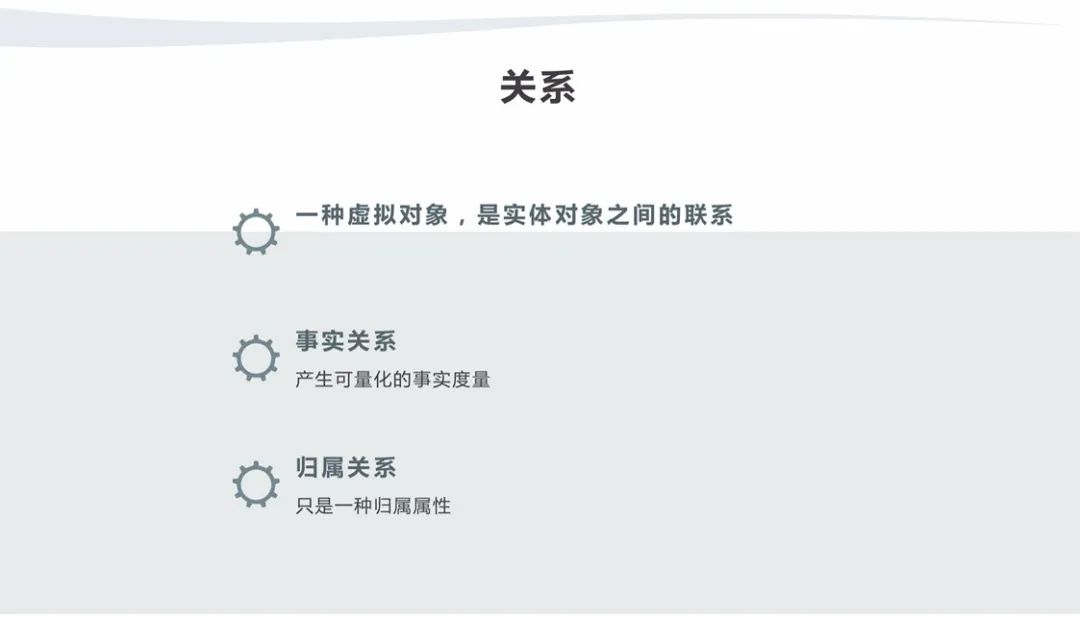 关系
一种虚拟对象，是实体对象之间的联系
事实关系
产生可量化的事实度量
归属关系
只是一种归属属性